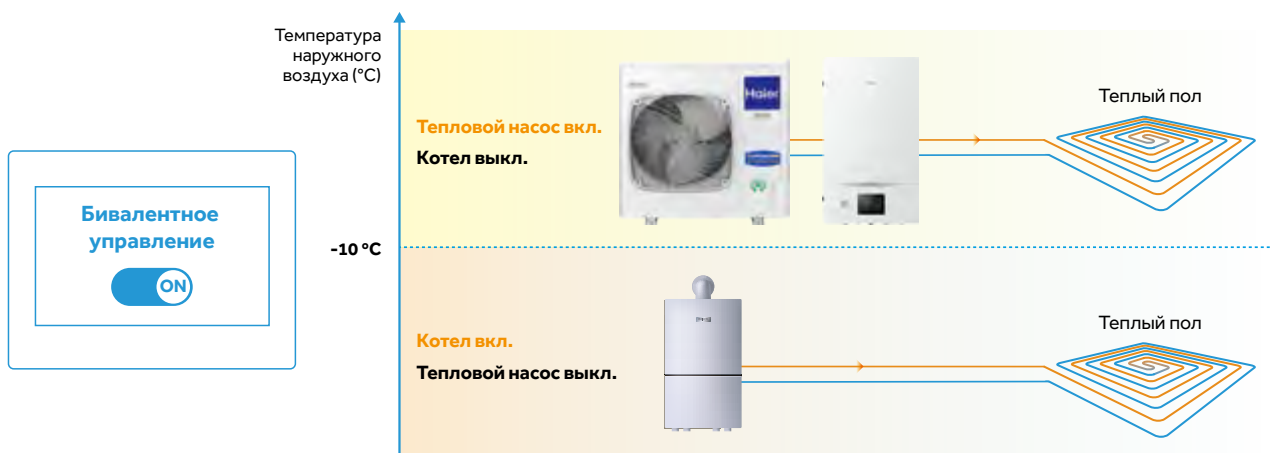 Температура
наружного
воздуха (°C)
Haier
Теплый пол
Тепловой насос вкл.
Котел выкл.
Бивалентное
управление
ON
-10 °C
Теплый пол
Котел вкл.
Тепловой насос выкл.